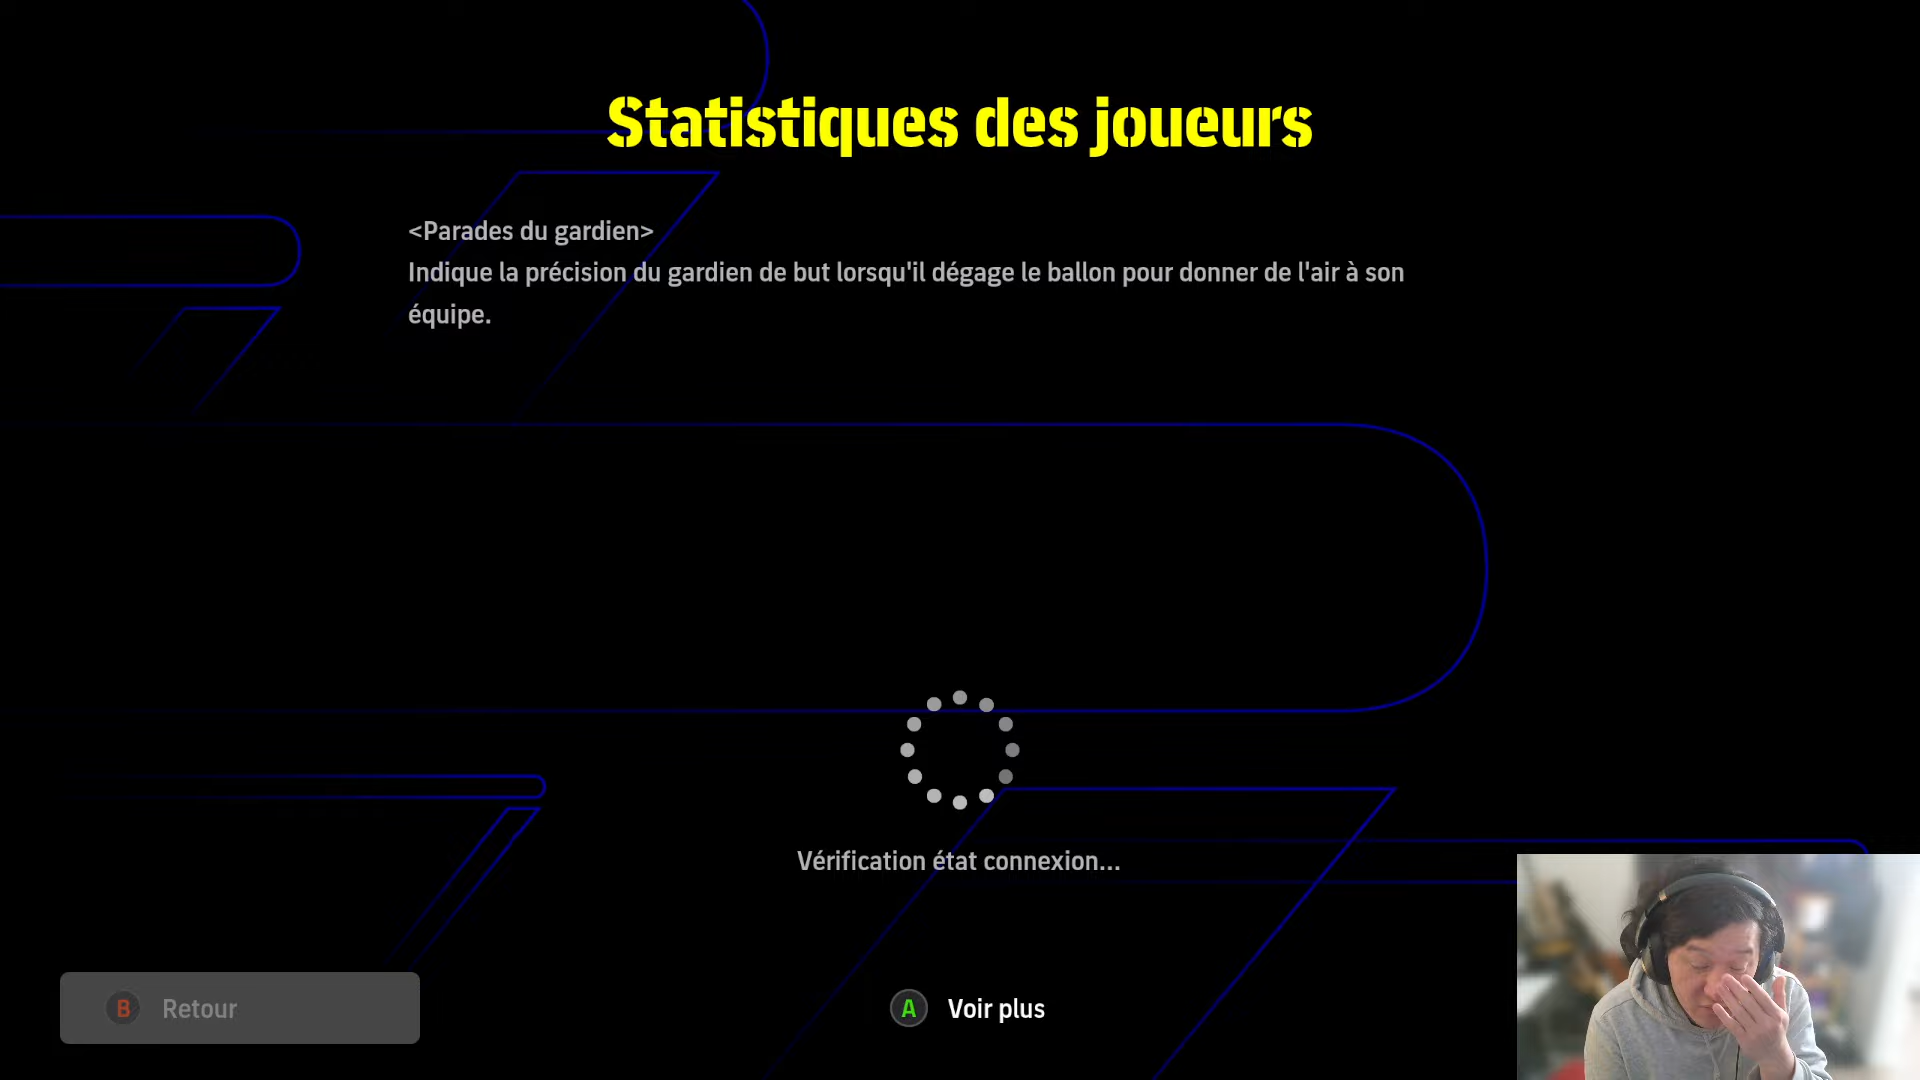 Statistiques des joueurs
<Parades du gardien>
Indique la précision du gardien de but lorsqu'il dégage le ballon pour donner de l'air à son
équipe.
Vérification état connexion...
B Retour
A Voir plus